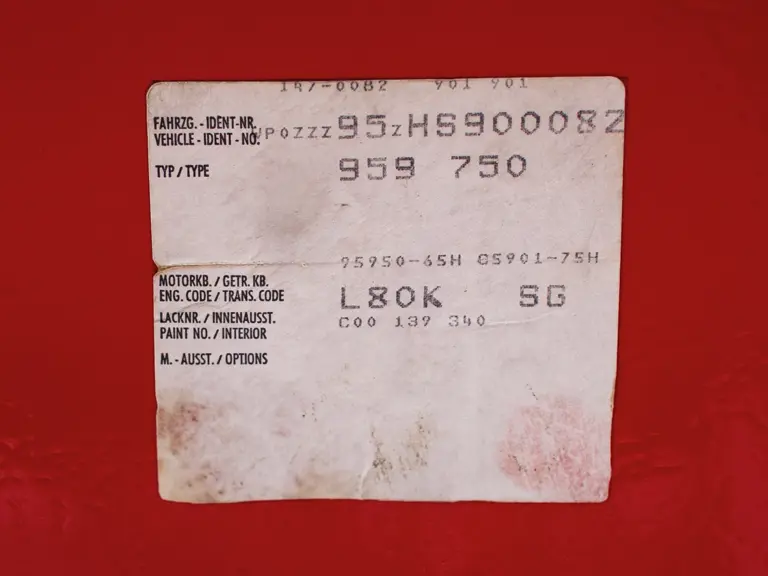 147-0082 901 901
FAHRZG. - IDENT-NR.
VEHICLE - IDENT - NO. WP0ZZZ95ZHS900082
TYP / TYPE 959 750
95950-65H 85901-75H
MOTORKB. / GETR. KB.
ENG. CODE / TRANS. CODE L80K SG
LACKNR. / INNENAUSST. C00 139 340
PAINT NO. / INTERIOR
M. - AUSST. / OPTIONS